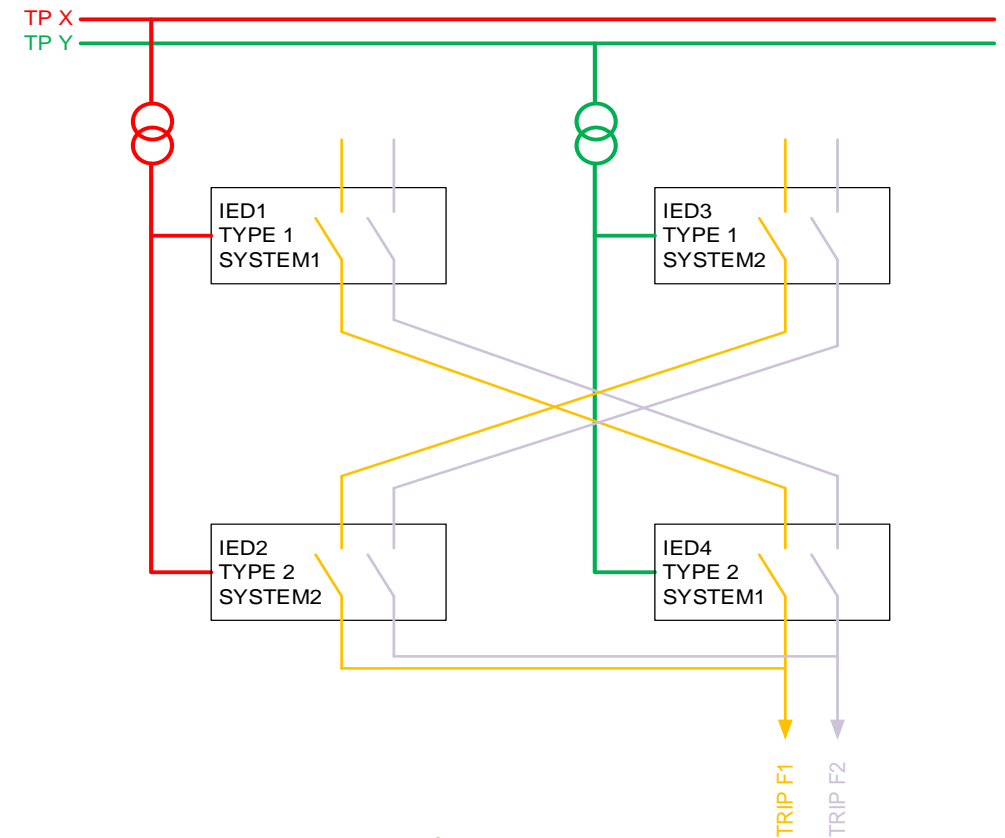 TP X
TP Y
IED1
TYPE 1
SYSTEM1
IED3
TYPE 1
SYSTEM2
IED2
TYPE 2
SYSTEM2
IED4
TYPE 2
SYSTEM1
TRIP F1
TRIP F2